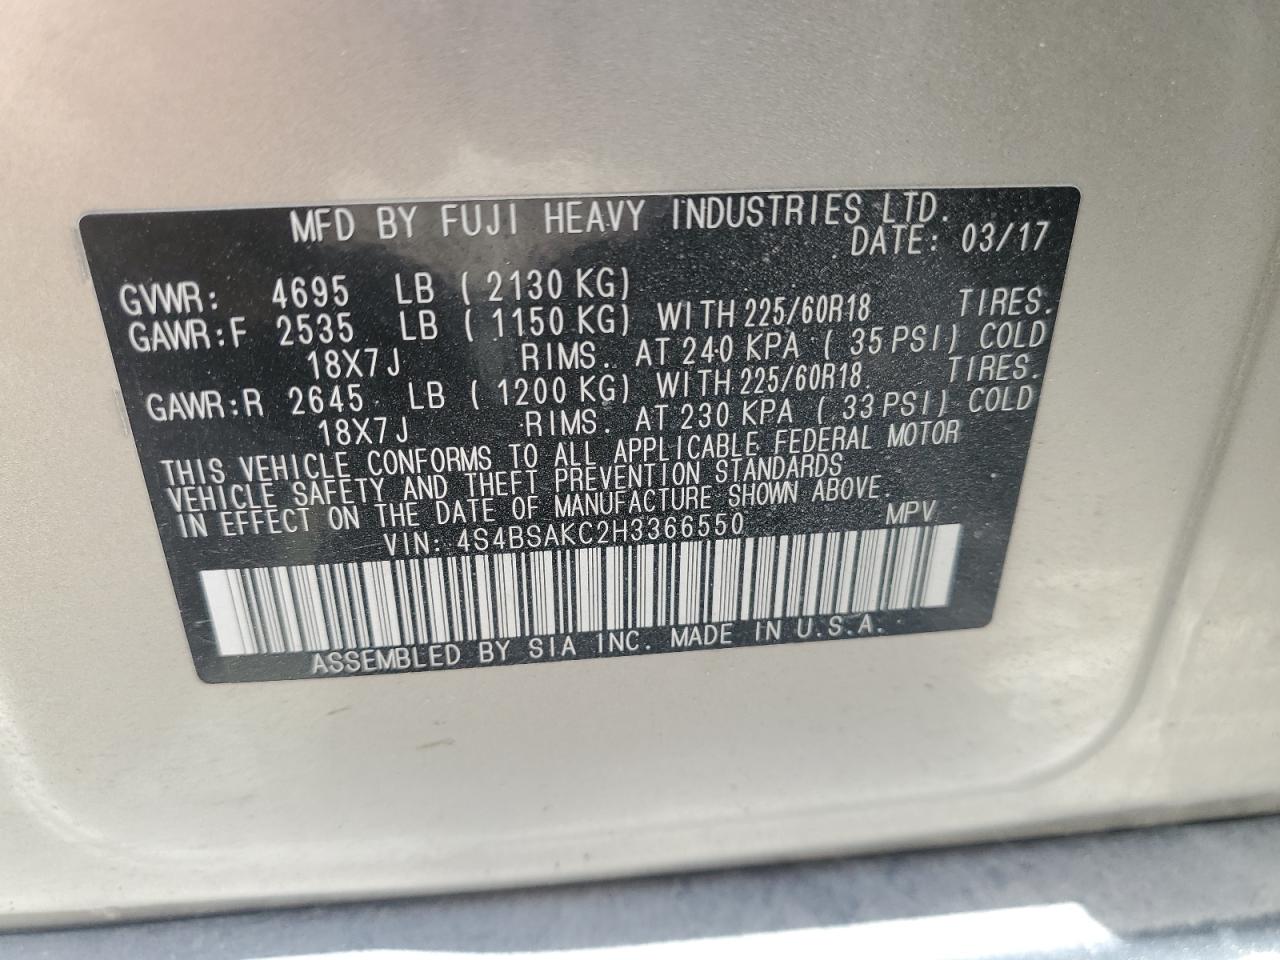 MFD BY FUJI HEAVY INDUSTRIES LTD.
DATE: 03/17
GVWR: 4695 LB ( 2130 KG)
GAWR:F 2535 LB ( 1150 KG) WITH 225/60R18 TIRES.
18X7J RIMS. AT 240 KPA ( 35 PSI) COLD
GAWR:R 2645 LB ( 1200 KG) WITH 225/60R18 TIRES.
18X7J RIMS. AT 230 KPA ( 33 PSI) COLD
THIS VEHICLE CONFORMS TO ALL APPLICABLE FEDERAL MOTOR
VEHICLE SAFETY AND THEFT PREVENTION STANDARDS
IN EFFECT ON THE DATE OF MANUFACTURE SHOWN ABOVE.
VIN: 4S4BSAKC2H3366550 MPV
ASSEMBLED BY SIA INC. MADE IN U.S.A.